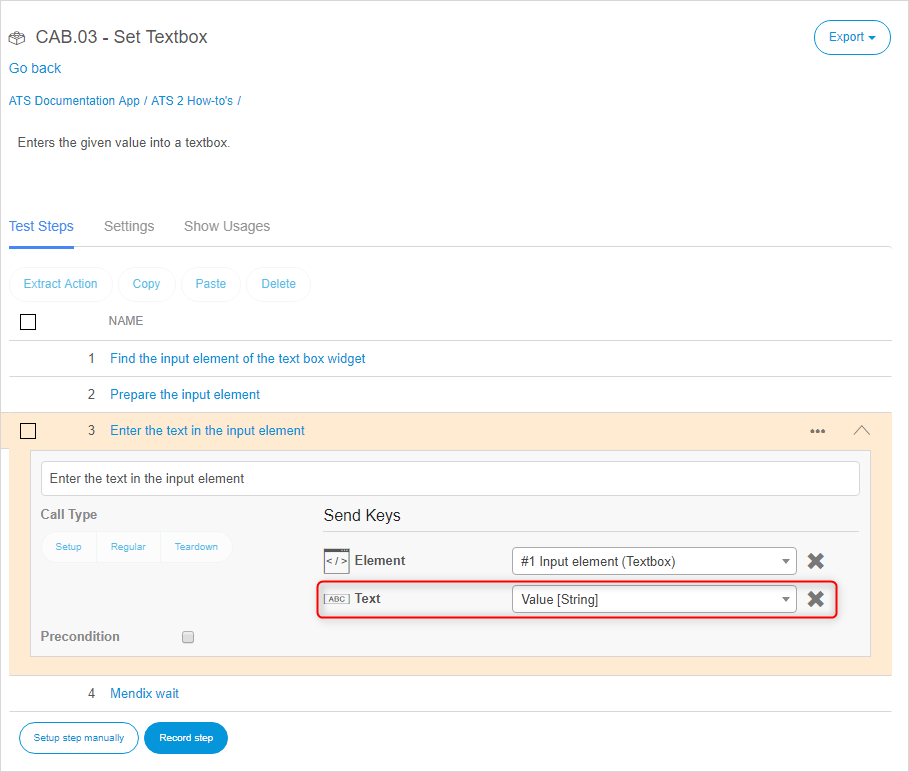 CAB.03 - Set Textbox
Export
Go back
ATS Documentation App / ATS 2 How-to's /
Enters the given value into a textbox.
Test Steps Settings Show Usages
Extract Action Copy Paste Delete
NAME
1 Find the input element of the text box widget
2 Prepare the input element
3 Enter the text in the input element
Enter the text in the input element
Call Type
Send Keys
Setup Regular Teardown
</> Element #1 Input element (Textbox)
ABC Text Value [String]
Precondition
4 Mendix wait
Setup step manually Record step